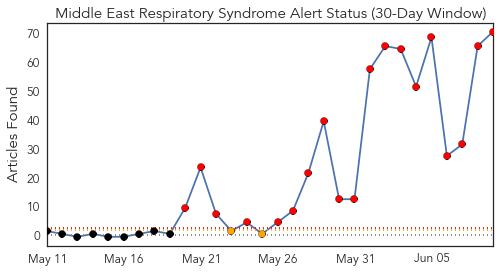 Middle East Respiratory Syndrome Alert Status (30-Day Window)
Articles Found
70
60
50
40
30
20
10
0
May 11 May 16 May 21 May 26 May 31 Jun 05